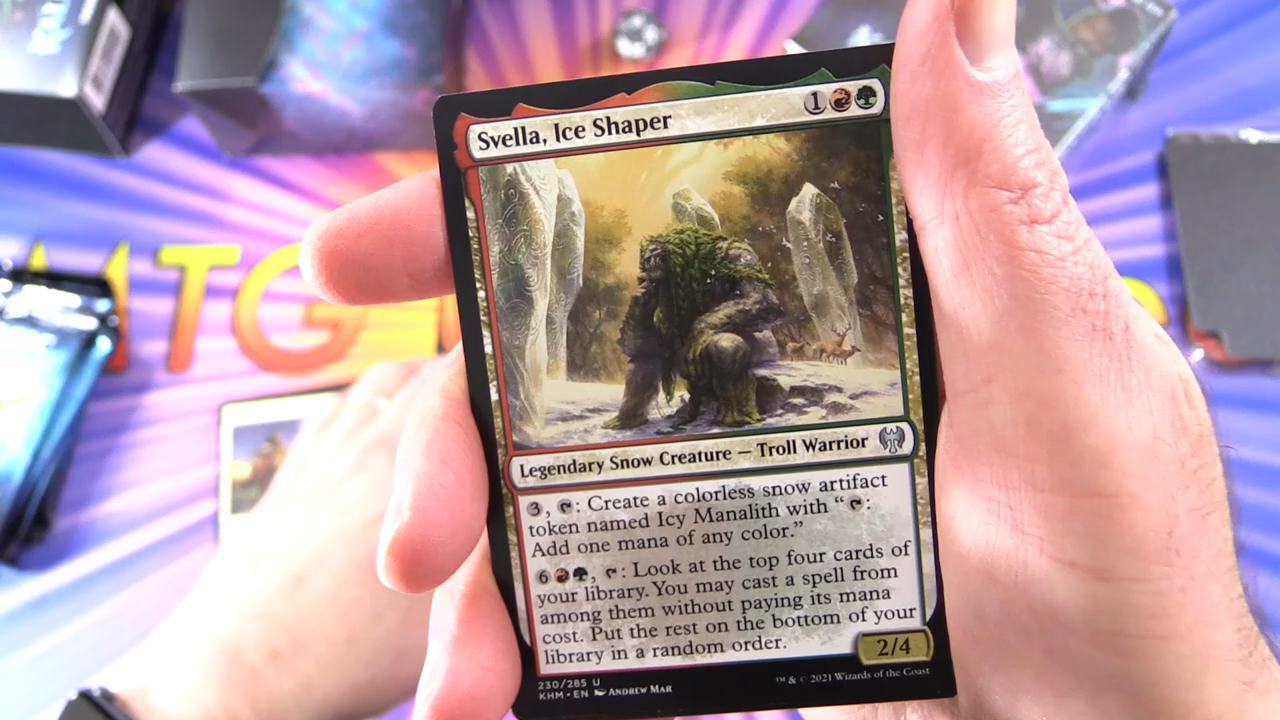 Svella, Ice Shaper 1
Legendary Snow Creature — Troll Warrior
3, : Create a colorless snow artifact
token named Icy Manalith with “ :
Add one mana of any color.”
6 , : Look at the top four cards of
your library. You may cast a spell from
among them without paying its mana
cost. Put the rest on the bottom of your
library in a random order.
2/4
230/285 U
KHM • EN ANDREW MAR
™ & © 2021 Wizards of the Coast
MTG